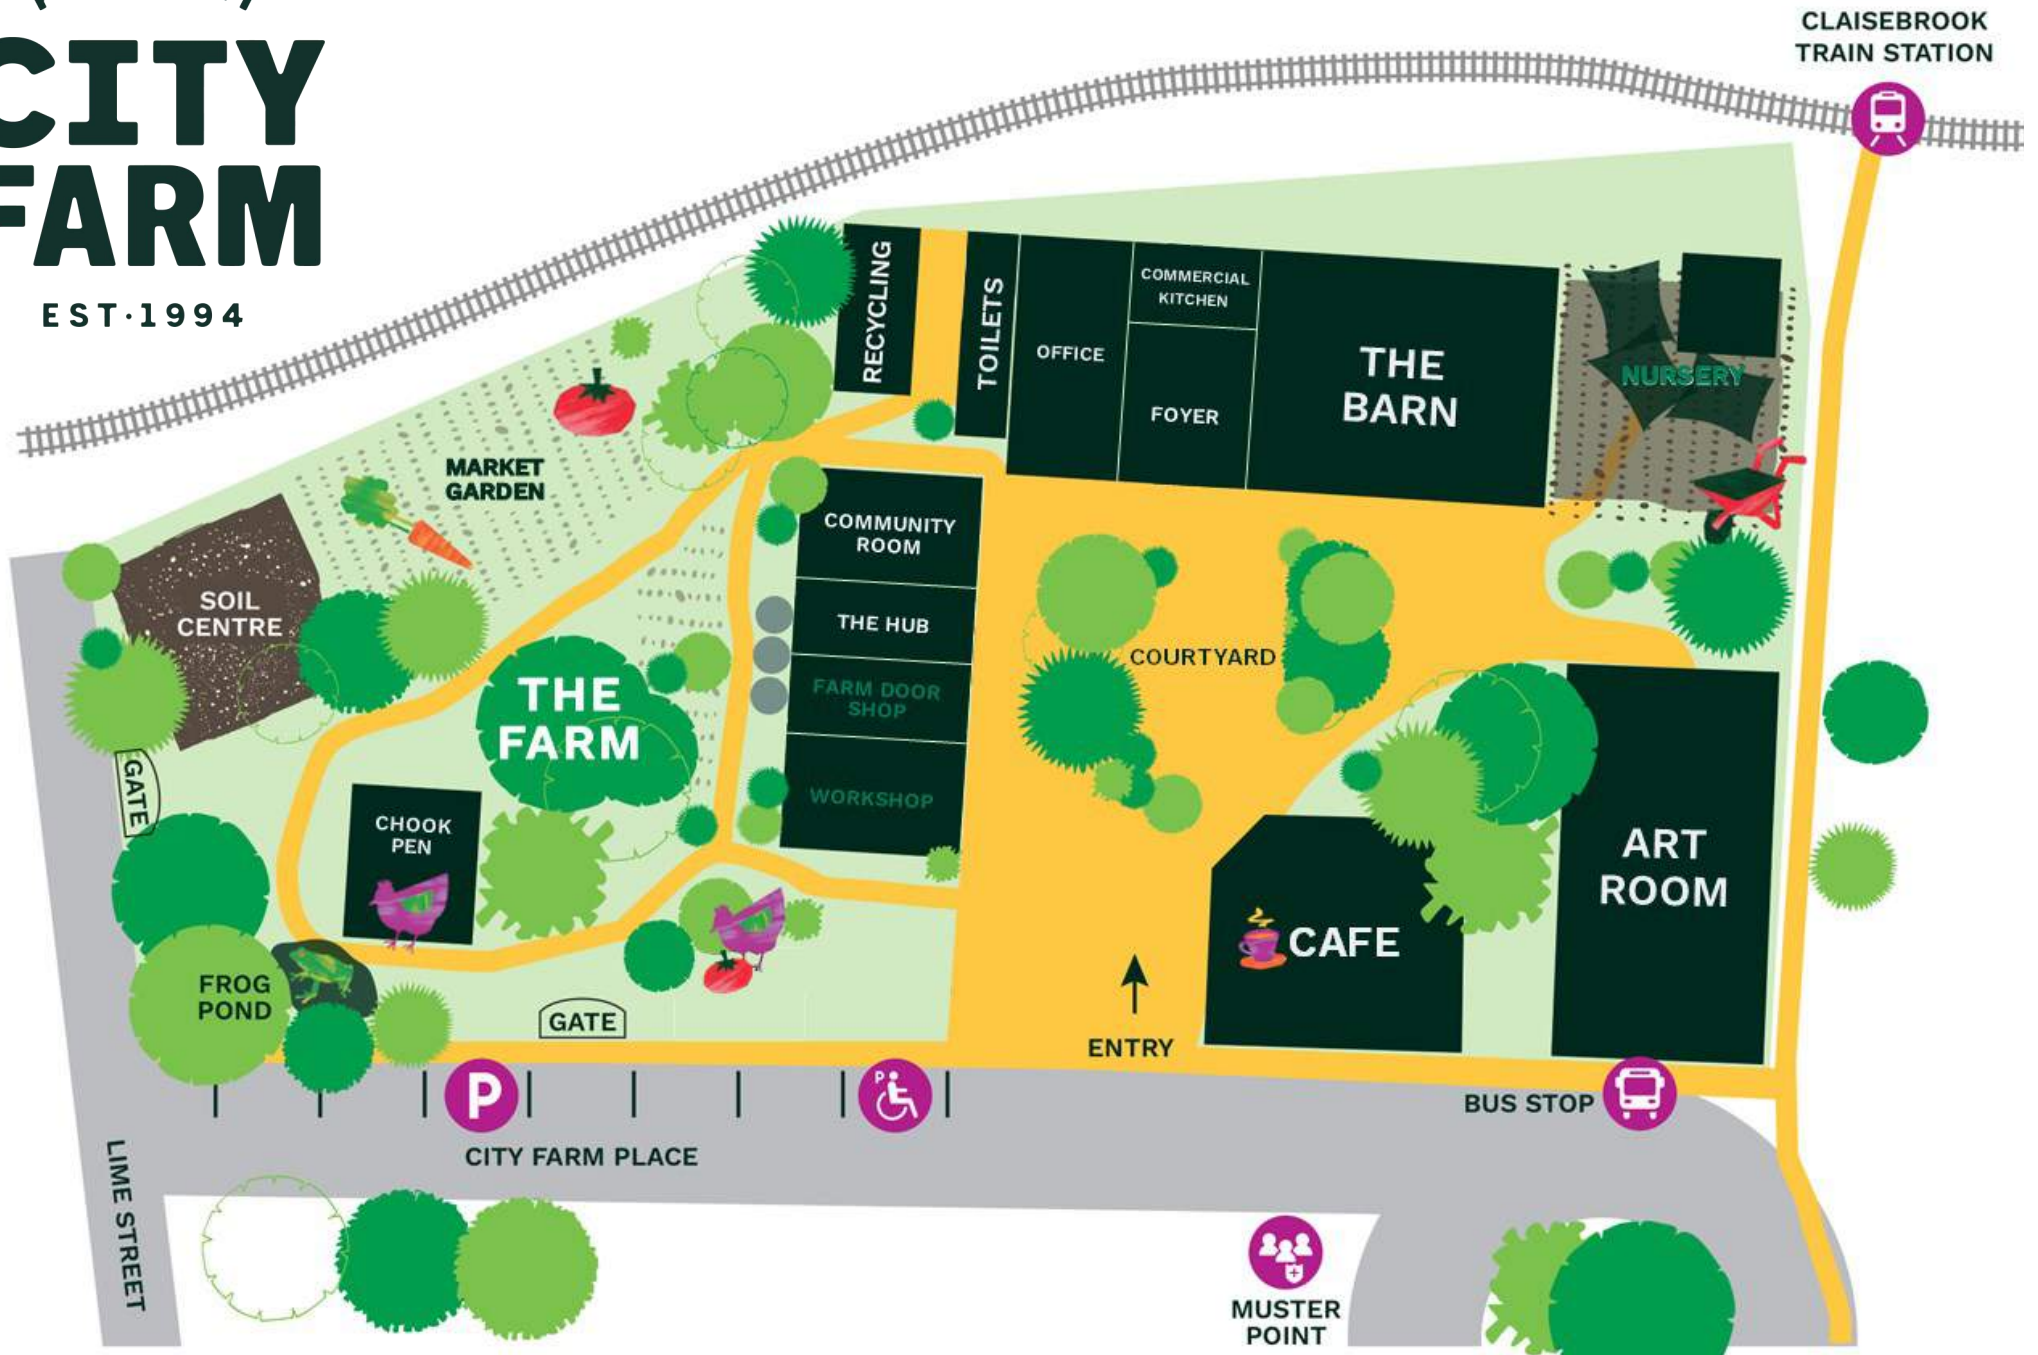 CITY
FARM
EST·1994
CLAISEBROOK
TRAIN STATION
RECYCLING
TOILETS
OFFICE
COMMERCIAL
KITCHEN
FOYER
THE
BARN
NURSERY
MARKET
GARDEN
SOIL
CENTRE
COMMUNITY
ROOM
THE HUB
FARM DOOR
SHOP
WORKSHOP
COURTYARD
THE
FARM
GATE
CHOOK
PEN
ART
ROOM
CAFE
FROG
POND
GATE
ENTRY
P
P
BUS STOP
CITY FARM PLACE
LIME STREET
MUSTER
POINT